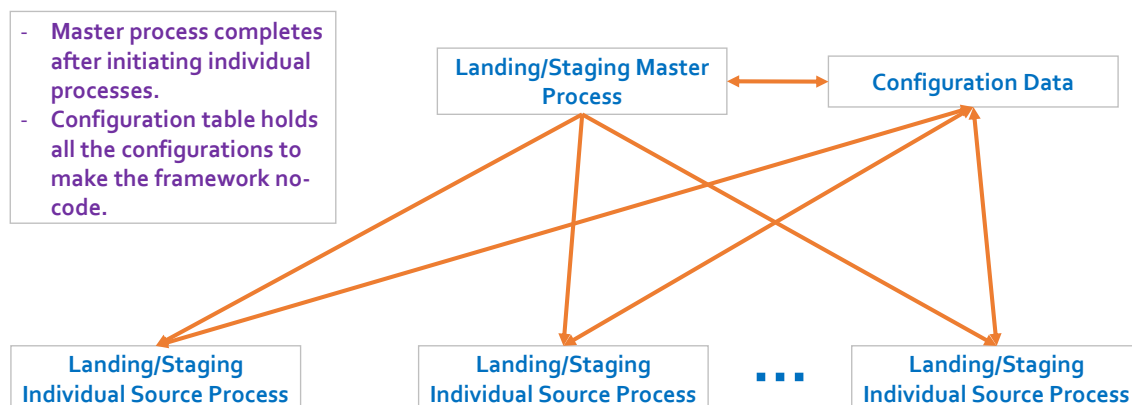 - Master process completes
after initiating individual
processes.
- Configuration table holds
all the configurations to
make the framework no-
code.
Landing/Staging Master
Process
Configuration Data
Landing/Staging
Individual Source Process
Landing/Staging
Individual Source Process
...
Landing/Staging
Individual Source Process